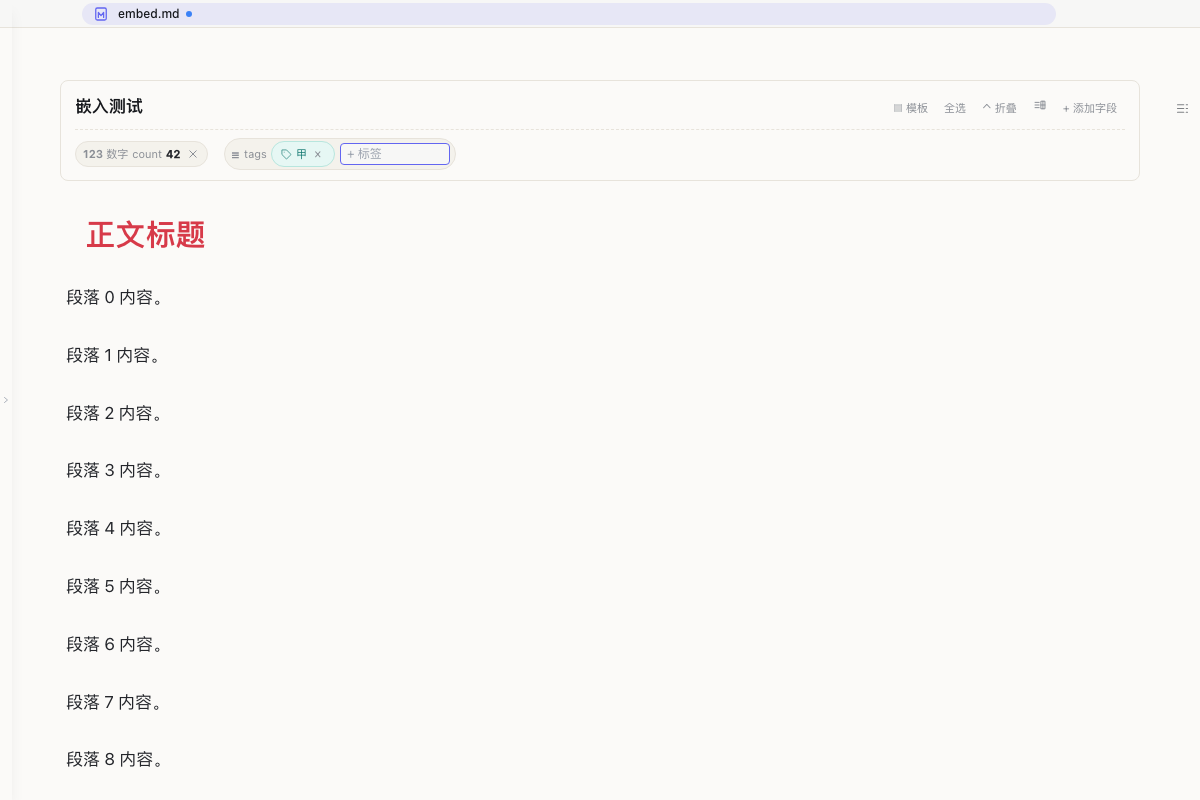 embed.md
嵌入测试
模板 全选 折叠 + 添加字段
123 数字 count 42 × tags 甲 × + 标签
正文标题
段落 0 内容。
段落 1 内容。
段落 2 内容。
段落 3 内容。
段落 4 内容。
段落 5 内容。
段落 6 内容。
段落 7 内容。
段落 8 内容。